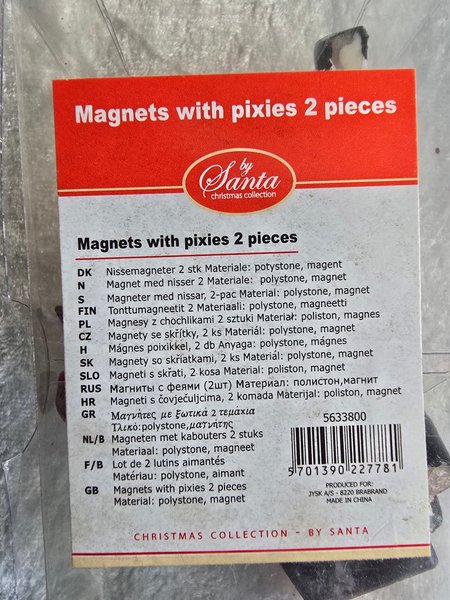 Magnets with pixies 2 pieces
by
Santa
christmas collection
Magnets with pixies 2 pieces
DK Nissemagneter 2 stk Materiale: potystone, magent
N Magnet med nisser 2 Materiale: polystone, magnet
S Magneter med nissar, 2-pac Material: polystone, magnet
FIN Tonttumagneetit 2 Materiaali: polystone, magneetti
PL Magnesy z chochlikami 2 sztuki Materiał: poliston, magnes
CZ Magnety se skřítky, 2 ks Materiál: polystone, magnet
H Mágnes poixikkel, 2 db Anyaga: polystone, mágnes
SK Magnety so skřiatkami, 2 ks Materiál: polystone, magnet
SLO Magneti s skřati, 2 kosa Material: poliston, magnet
RUS Магниты с феями (2шт) Материал: полистон,магнит
HR Magneti s čovječuljcima, 2 komada Materijal: poliston, magnet
GR Μαγνήτες με ξωτικά 2 τεμάχια
Τλικό:polystone,μαγνήτης
NL/B Magneten met kabouters 2 stuks
Materiaal: polystone, magneet
F/B Lot de 2 lutins aimantés
Matériau: polystone, aimant
GB Magnets with pixies 2 pieces
Material: polystone, magnet
5633800
5 701390 227781
PRODUCED FOR:
JYSK A/S - 8220 BRABRAND
MADE IN CHINA
CHRISTMAS COLLECTION - BY SANTA